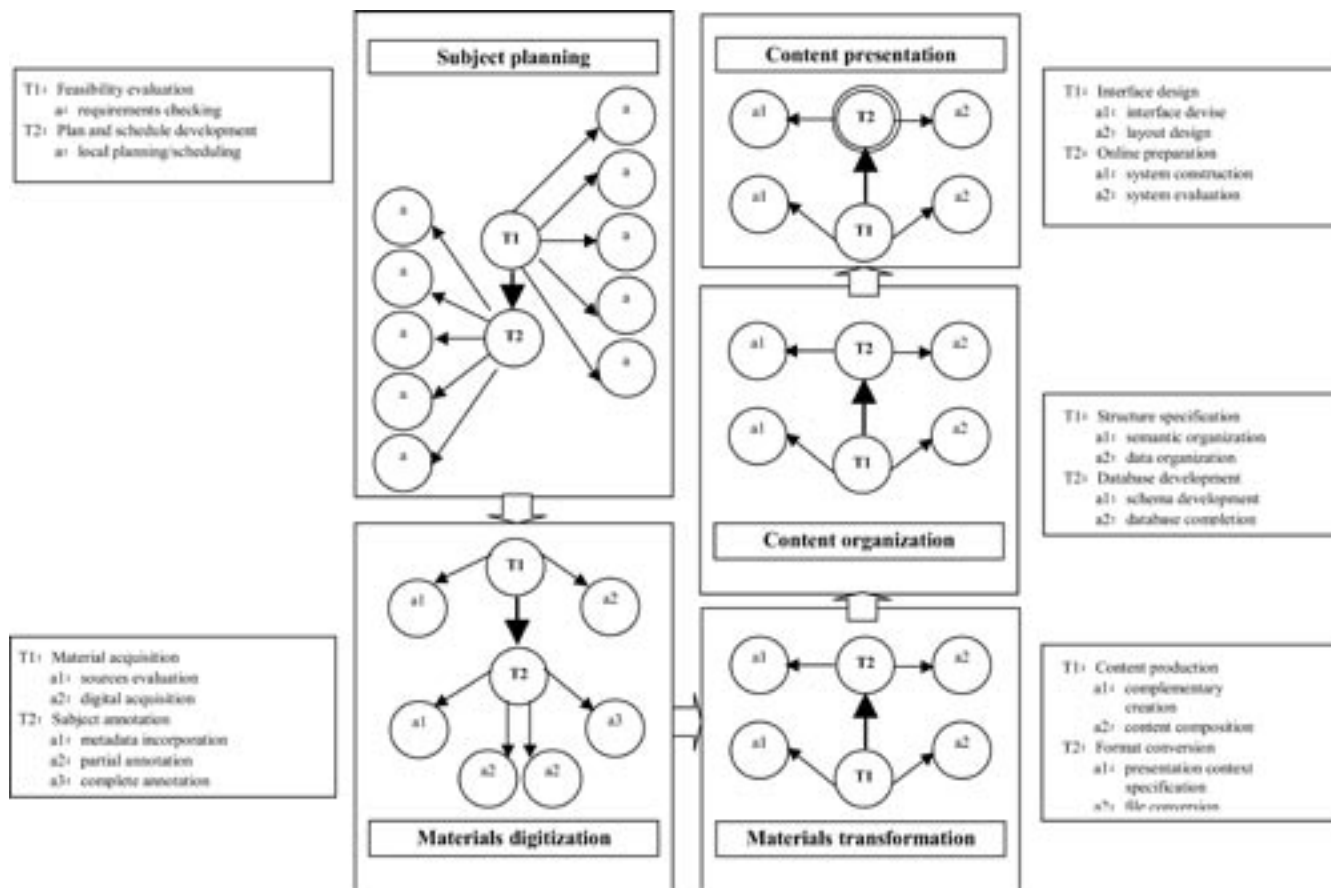 Subject planning
T1: Feasibility evaluation
a: requirements checking
T2: Plan and schedule development
a: local planning/scheduling
a
a
a
a
a
T1
a
a
a
a
a
T2
Materials digitization
T1
a1
a2
T2
a1
a2
a2
a3
T1: Material acquisition
a1: sources evaluation
a2: digital acquisition
T2: Subject annotation
a1: metadata incorporation
a2: partial annotation
a3: complete annotation
Content presentation
a1
T2
a2
a1
T1
a2
T1: Interface design
a1: interface devise
a2: layout design
T2: Online preparation
a1: system construction
a2: system evaluation
a1
T2
a2
a1
T1
a2
Content organization
T1: Structure specification
a1: semantic organization
a2: data organization
T2: Database development
a1: schema development
a2: database completion
a1
T2
a2
a1
T1
a2
Materials transformation
T1: Content production
a1: complementary
creation
a2: content composition
T2: Format conversion
a1: presentation context
specification
a2: file conversion